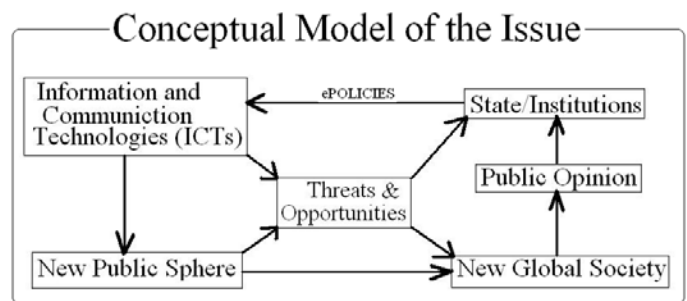 Conceptual Model of the Issue
Information and
Communiction
Technologies (ICTs)
ePOLICIES
State/Institutions
Threats &
Opportunities
Public Opinion
New Public Sphere
New Global Society